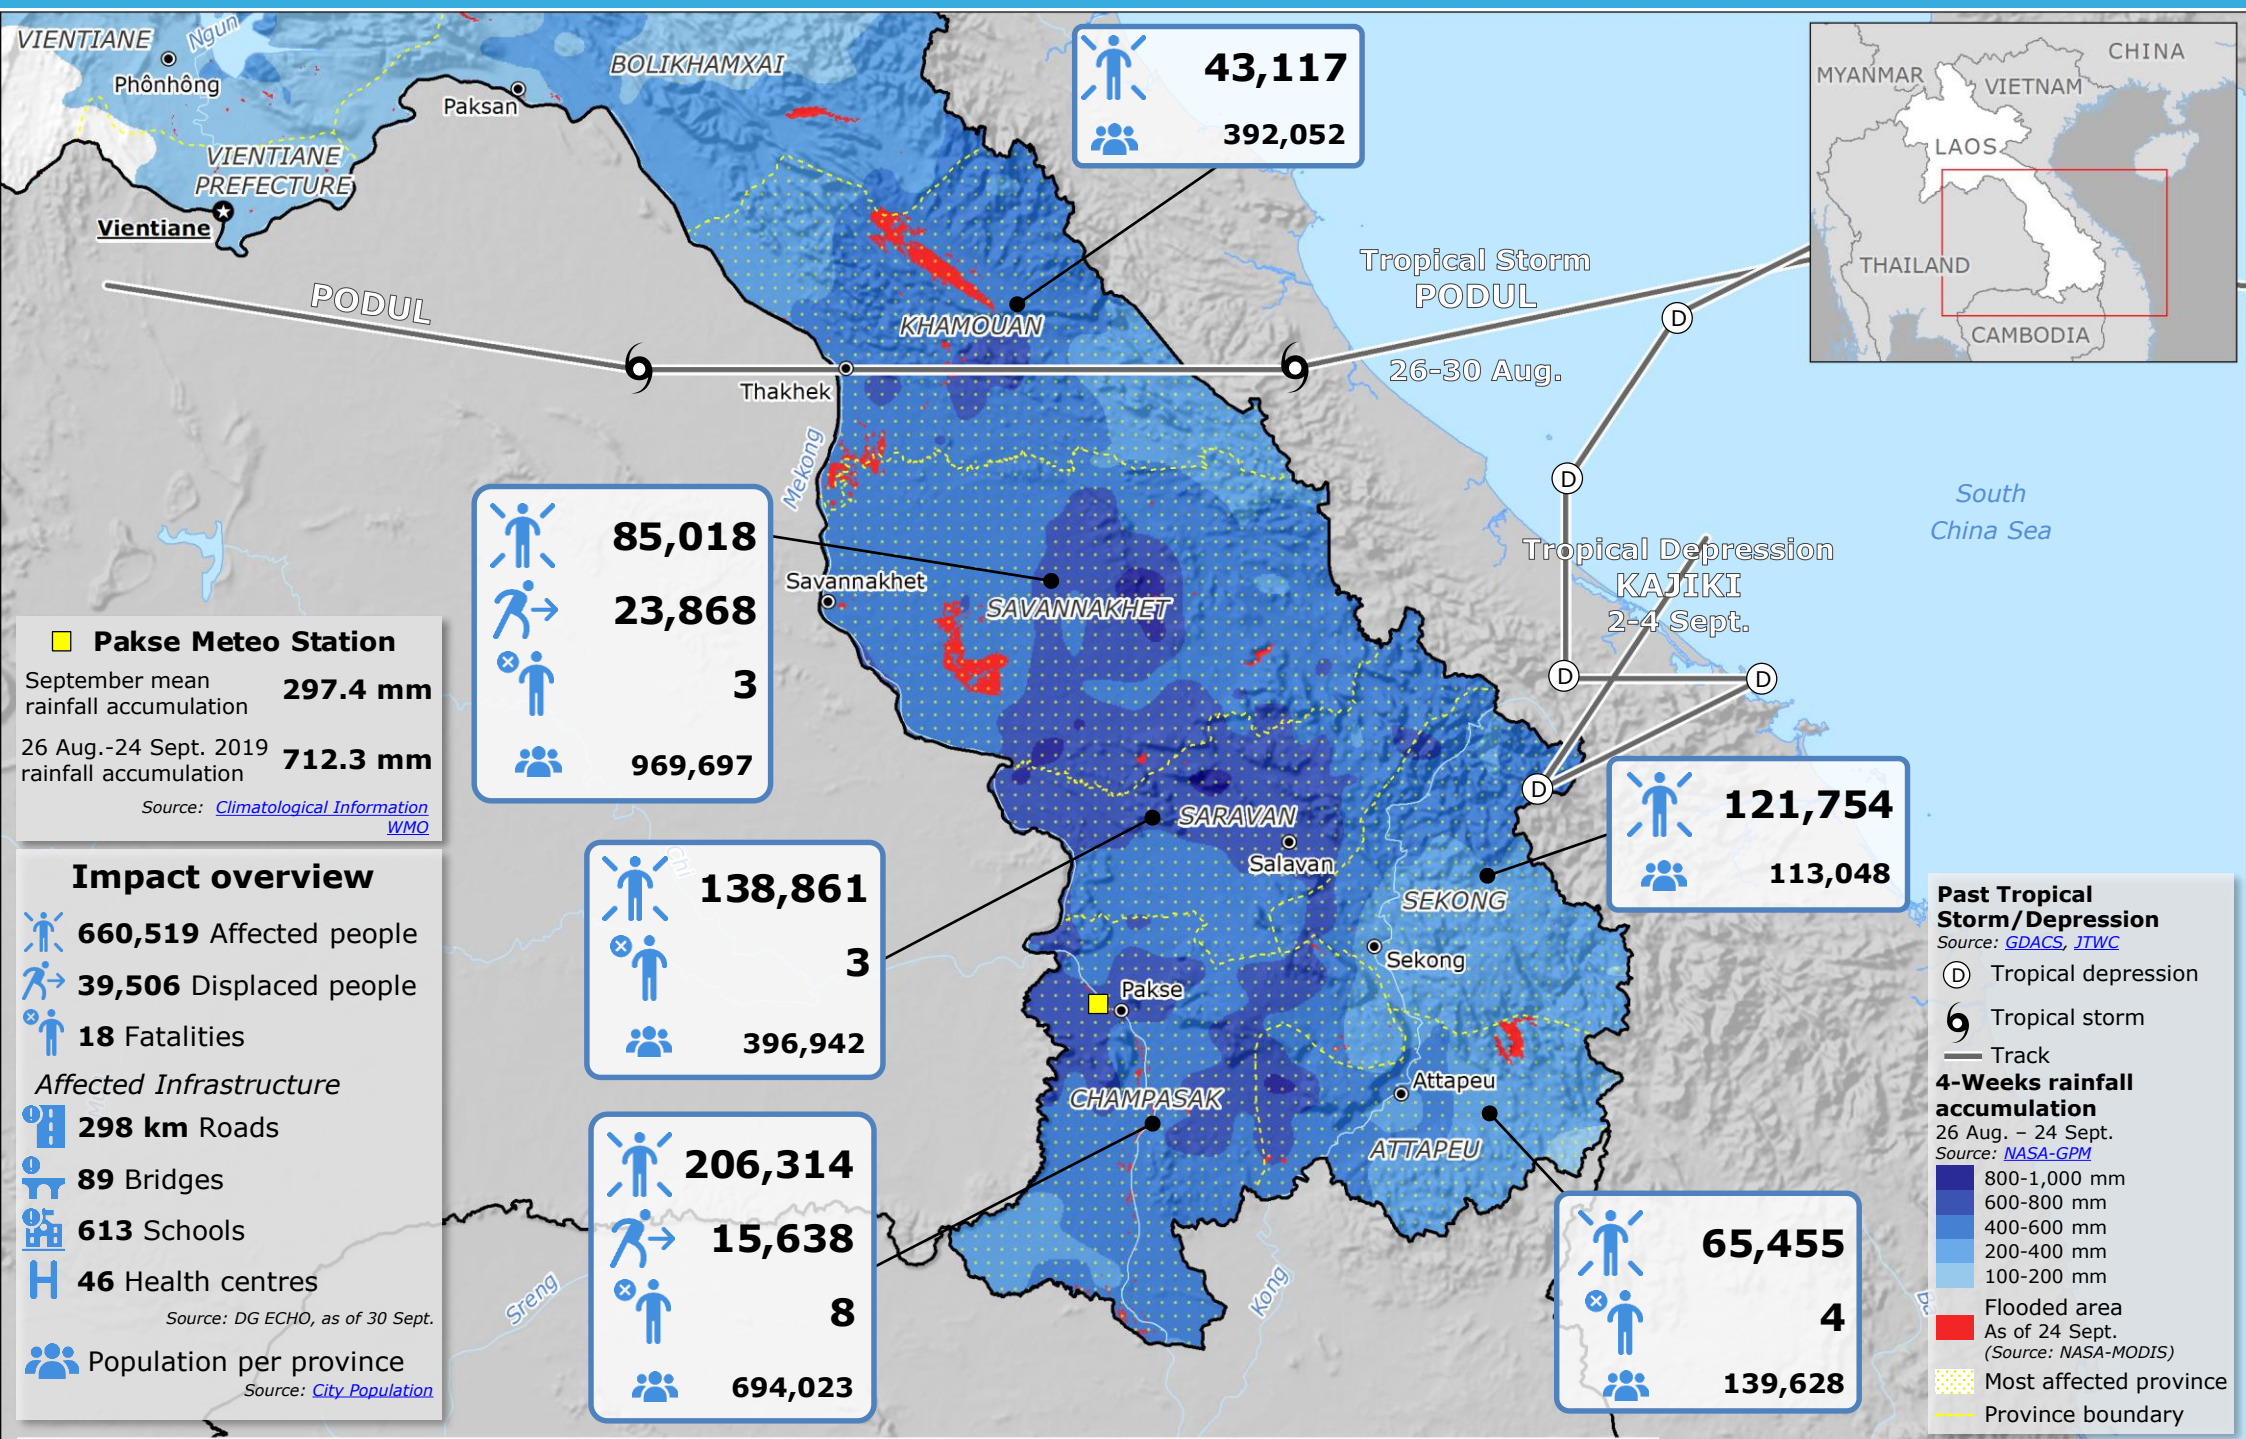 VIENTIANE
Ngun
Phônhông
Paksan
BOLIKHAMXAI
VIENTIANE
PREFECTURE
Vientiane
PODUL
43,117
392,052
KHAMOUAN
Thakhek
Mekong
Tropical Storm
PODUL
26-30 Aug.
CHINA
MYANMAR
VIETNAM
LAOS
THAILAND
CAMBODIA
D
D
D
D
D
South
China Sea
Tropical Depression
KAJIKI
2-4 Sept.
85,018
23,868
3
969,697
Savannakhet
SAVANNAKHET
Pakse Meteo Station
September mean
rainfall accumulation
297.4 mm
26 Aug.-24 Sept. 2019
rainfall accumulation
712.3 mm
Source: Climatological Information
WMO
SARAVAN
Salavan
121,754
113,048
SEKONG
Sekong
Chi
138,861
3
396,942
Pakse
CHAMPASAK
Attapeu
ATTAPEU
206,314
15,638
8
694,023
65,455
4
139,628
Sreng
Kong
Impact overview
660,519 Affected people
39,506 Displaced people
18 Fatalities
Affected Infrastructure
298 km Roads
89 Bridges
613 Schools
H
46 Health centres
Source: DG ECHO, as of 30 Sept.
Population per province
Source: City Population
Past Tropical
Storm/Depression
Source: GDACS, JTWC
D
Tropical depression
Tropical storm
Track
4-Weeks rainfall
accumulation
26 Aug. – 24 Sept.
Source: NASA-GPM
800-1,000 mm
600-800 mm
400-600 mm
200-400 mm
100-200 mm
Flooded area
As of 24 Sept.
(Source: NASA-MODIS)
Most affected province
Province boundary